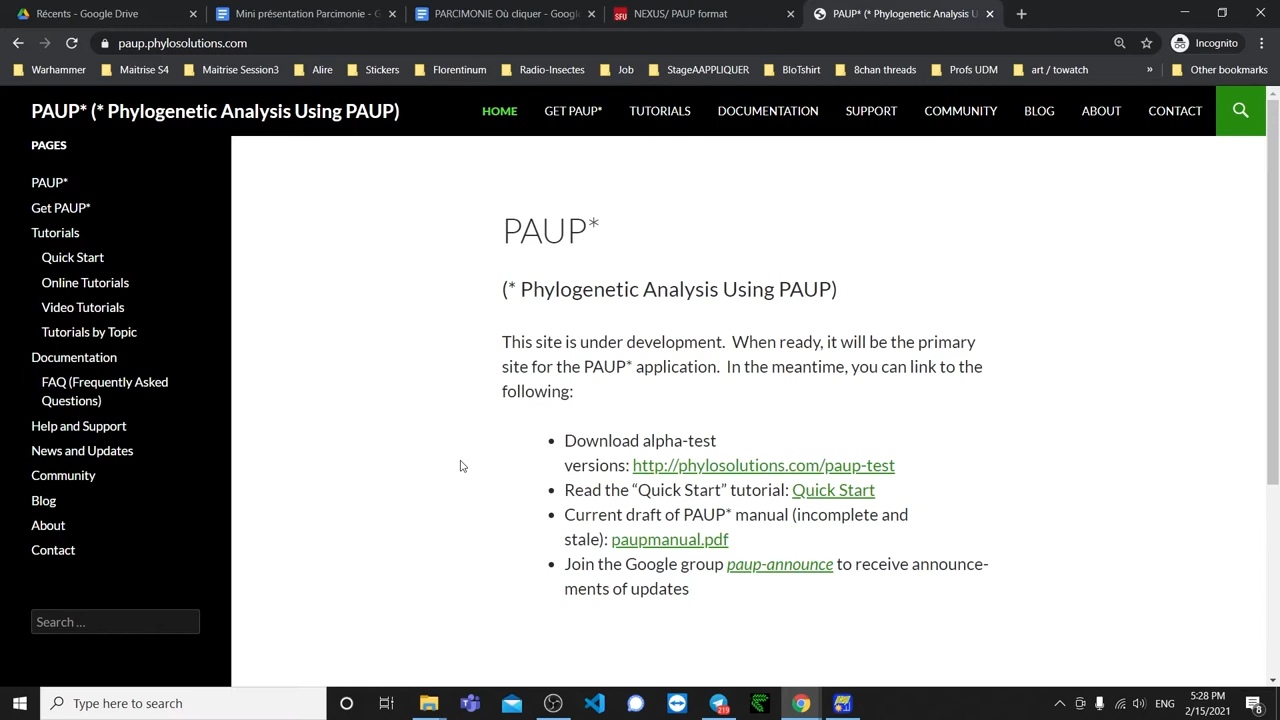 Récents - Google Drive
Mini présentation Parcimonie - G
PARCIMONIE Où cliquer - Google
NEXUS/ PAUP format
PAUP* (* Phylogenetic Analysis U
paup.phylosolutions.com
Incognito
Warhammer
Maitrise S4
Maitrise Session3
Alire
Stickers
Florentinum
Radio-Insectes
Job
StageAAPPLIQUER
BIoTshirt
8chan threads
Profs UDM
art / towatch
»
Other bookmarks
PAUP* (* Phylogenetic Analysis Using PAUP)
HOME
GET PAUP*
TUTORIALS
DOCUMENTATION
SUPPORT
COMMUNITY
BLOG
ABOUT
CONTACT
PAGES
PAUP*
Get PAUP*
Tutorials
Quick Start
Online Tutorials
Video Tutorials
Tutorials by Topic
Documentation
FAQ (Frequently Asked
Questions)
Help and Support
News and Updates
Community
Blog
About
Contact
Search ...
PAUP*
(* Phylogenetic Analysis Using PAUP)
This site is under development. When ready, it will be the primary
site for the PAUP* application. In the meantime, you can link to the
following:
• Download alpha-test
versions: http://phylosolutions.com/paup-test
• Read the “Quick Start” tutorial: Quick Start
• Current draft of PAUP* manual (incomplete and
stale): paupmanual.pdf
• Join the Google group paup-announce to receive announce-
ments of updates
Type here to search
219
ENG
5:28 PM
2/15/2021
8